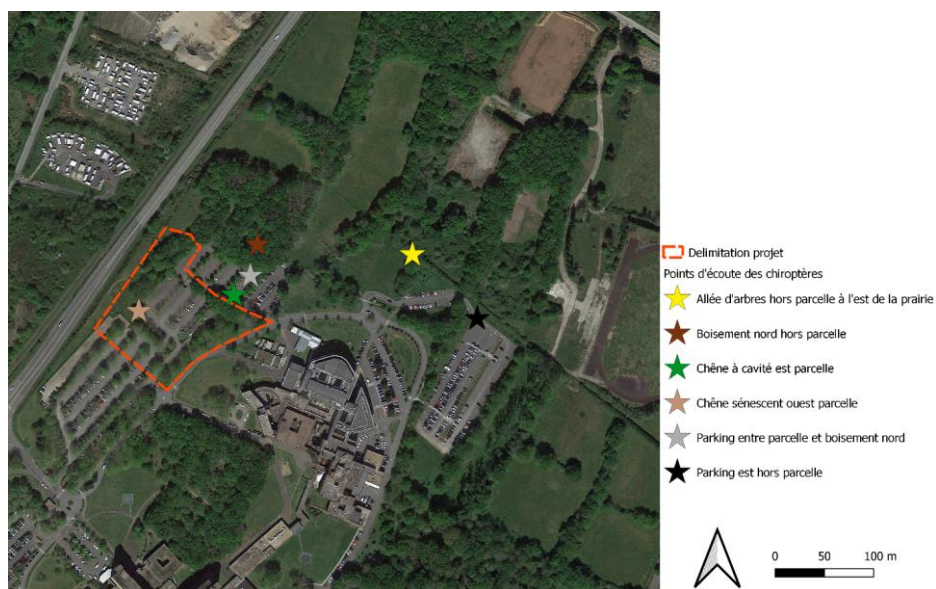 Delimitation projet
Points d'écoute des chiroptères
Allée d'arbres hors parcelle à l'est de la prairie
Boisement nord hors parcelle
Chêne à cavité est parcelle
Chêne sénescent ouest parcelle
Parking entre parcelle et boisement nord
Parking est hors parcelle
0 50 100 m